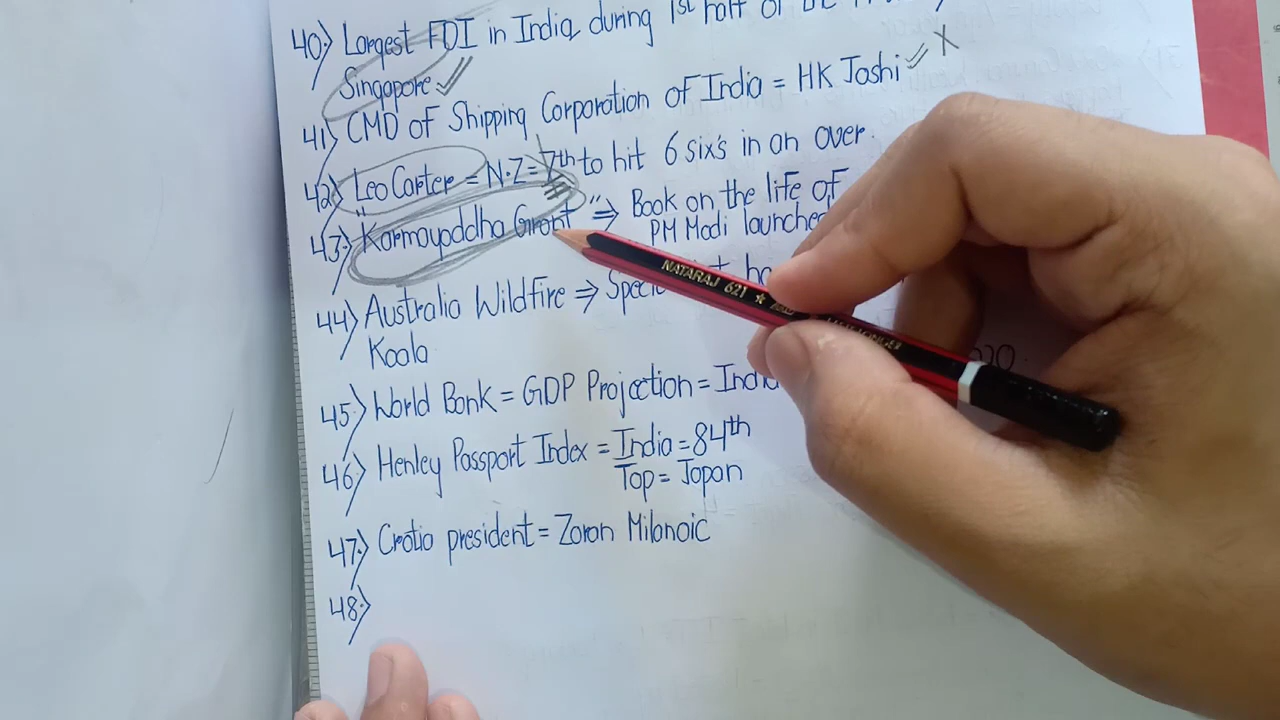 40) Largest FDI in India during 1st half of
Singapore
41) CMD of Shipping Corporation of India = HK Joshi
42) Leo Carter = N.Z = 7th to hit 6 six's in an over.
43) "Karmayoddha Grant" ⇒ Book on the life of
PM Modi launched
44) Australia Wildfire ⇒
Koala
45) World Bank = GDP Projection = India
46) Henley Passport Index = India = 84th
Top = Japan
47) Crotia president = Zoran Milonoic
48)
NATARAJ 621